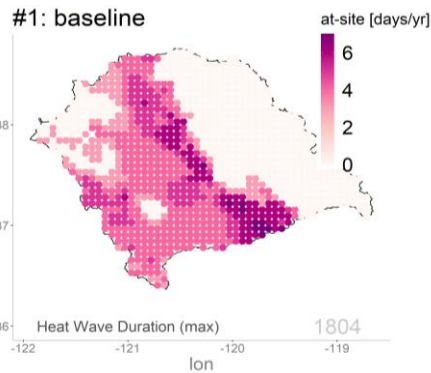 #1: baseline
at-site [days/yr]
6
4
2
0
38
37
36
Heat Wave Duration (max)
1804
-122 -121 -120 -119
lon